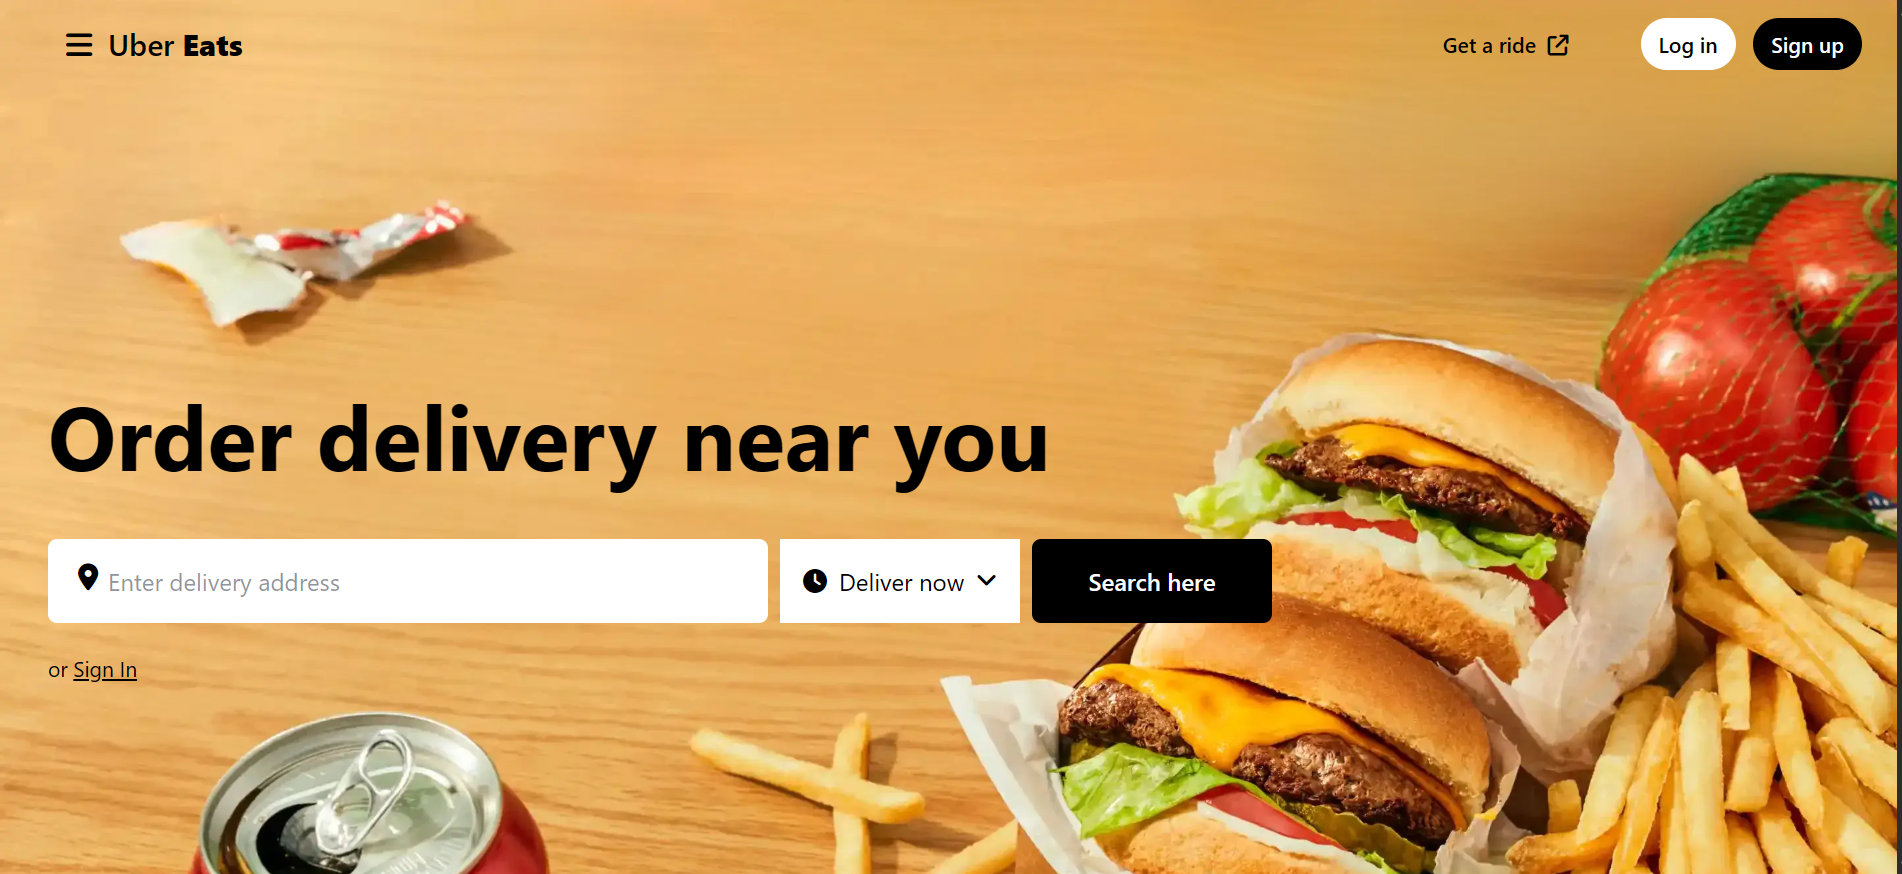 Uber Eats
Get a ride
Log in
Sign up
Order delivery near you
Enter delivery address
Deliver now
Search here
or Sign In